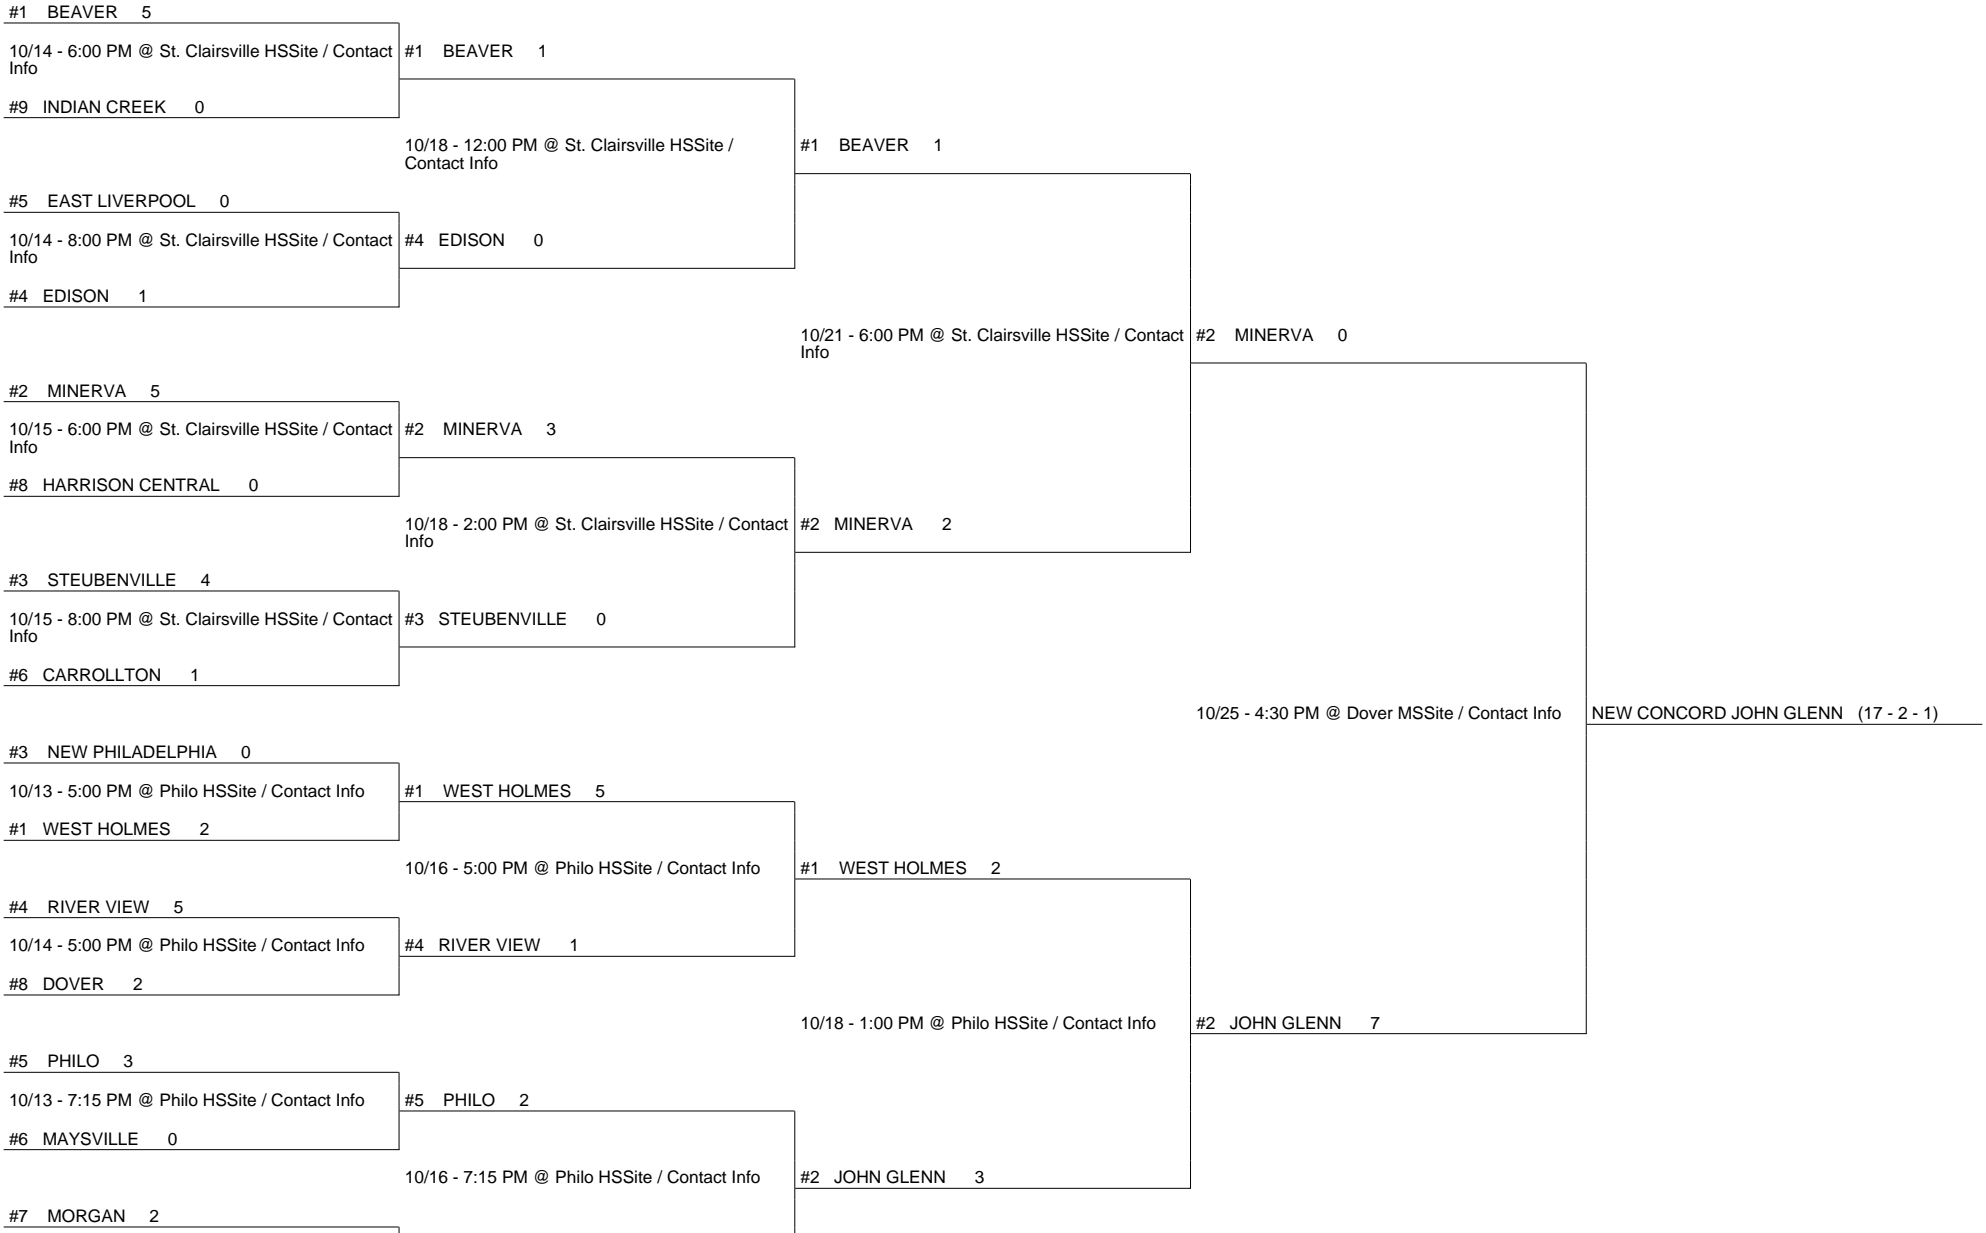 #1 BEAVER 5
10/14 - 6:00 PM @ St. Clairsville HSSite / Contact
Info
#1 BEAVER 1
#9 INDIAN CREEK 0
10/18 - 12:00 PM @ St. Clairsville HSSite /
Contact Info
#1 BEAVER 1
#5 EAST LIVERPOOL 0
10/14 - 8:00 PM @ St. Clairsville HSSite / Contact
Info
#4 EDISON 0
#4 EDISON 1
10/21 - 6:00 PM @ St. Clairsville HSSite / Contact
Info
#2 MINERVA 0
#2 MINERVA 5
10/15 - 6:00 PM @ St. Clairsville HSSite / Contact
Info
#2 MINERVA 3
#8 HARRISON CENTRAL 0
10/18 - 2:00 PM @ St. Clairsville HSSite / Contact
Info
#2 MINERVA 2
#3 STEUBENVILLE 4
10/15 - 8:00 PM @ St. Clairsville HSSite / Contact
Info
#3 STEUBENVILLE 0
#6 CARROLLTON 1
10/25 - 4:30 PM @ Dover MSSite / Contact Info
NEW CONCORD JOHN GLENN (17 - 2 - 1)
#3 NEW PHILADELPHIA 0
10/13 - 5:00 PM @ Philo HSSite / Contact Info
#1 WEST HOLMES 5
#1 WEST HOLMES 2
10/16 - 5:00 PM @ Philo HSSite / Contact Info
#1 WEST HOLMES 2
#4 RIVER VIEW 5
10/14 - 5:00 PM @ Philo HSSite / Contact Info
#4 RIVER VIEW 1
#8 DOVER 2
10/18 - 1:00 PM @ Philo HSSite / Contact Info
#2 JOHN GLENN 7
#5 PHILO 3
10/13 - 7:15 PM @ Philo HSSite / Contact Info
#5 PHILO 2
#6 MAYSVILLE 0
10/16 - 7:15 PM @ Philo HSSite / Contact Info
#2 JOHN GLENN 3
#7 MORGAN 2